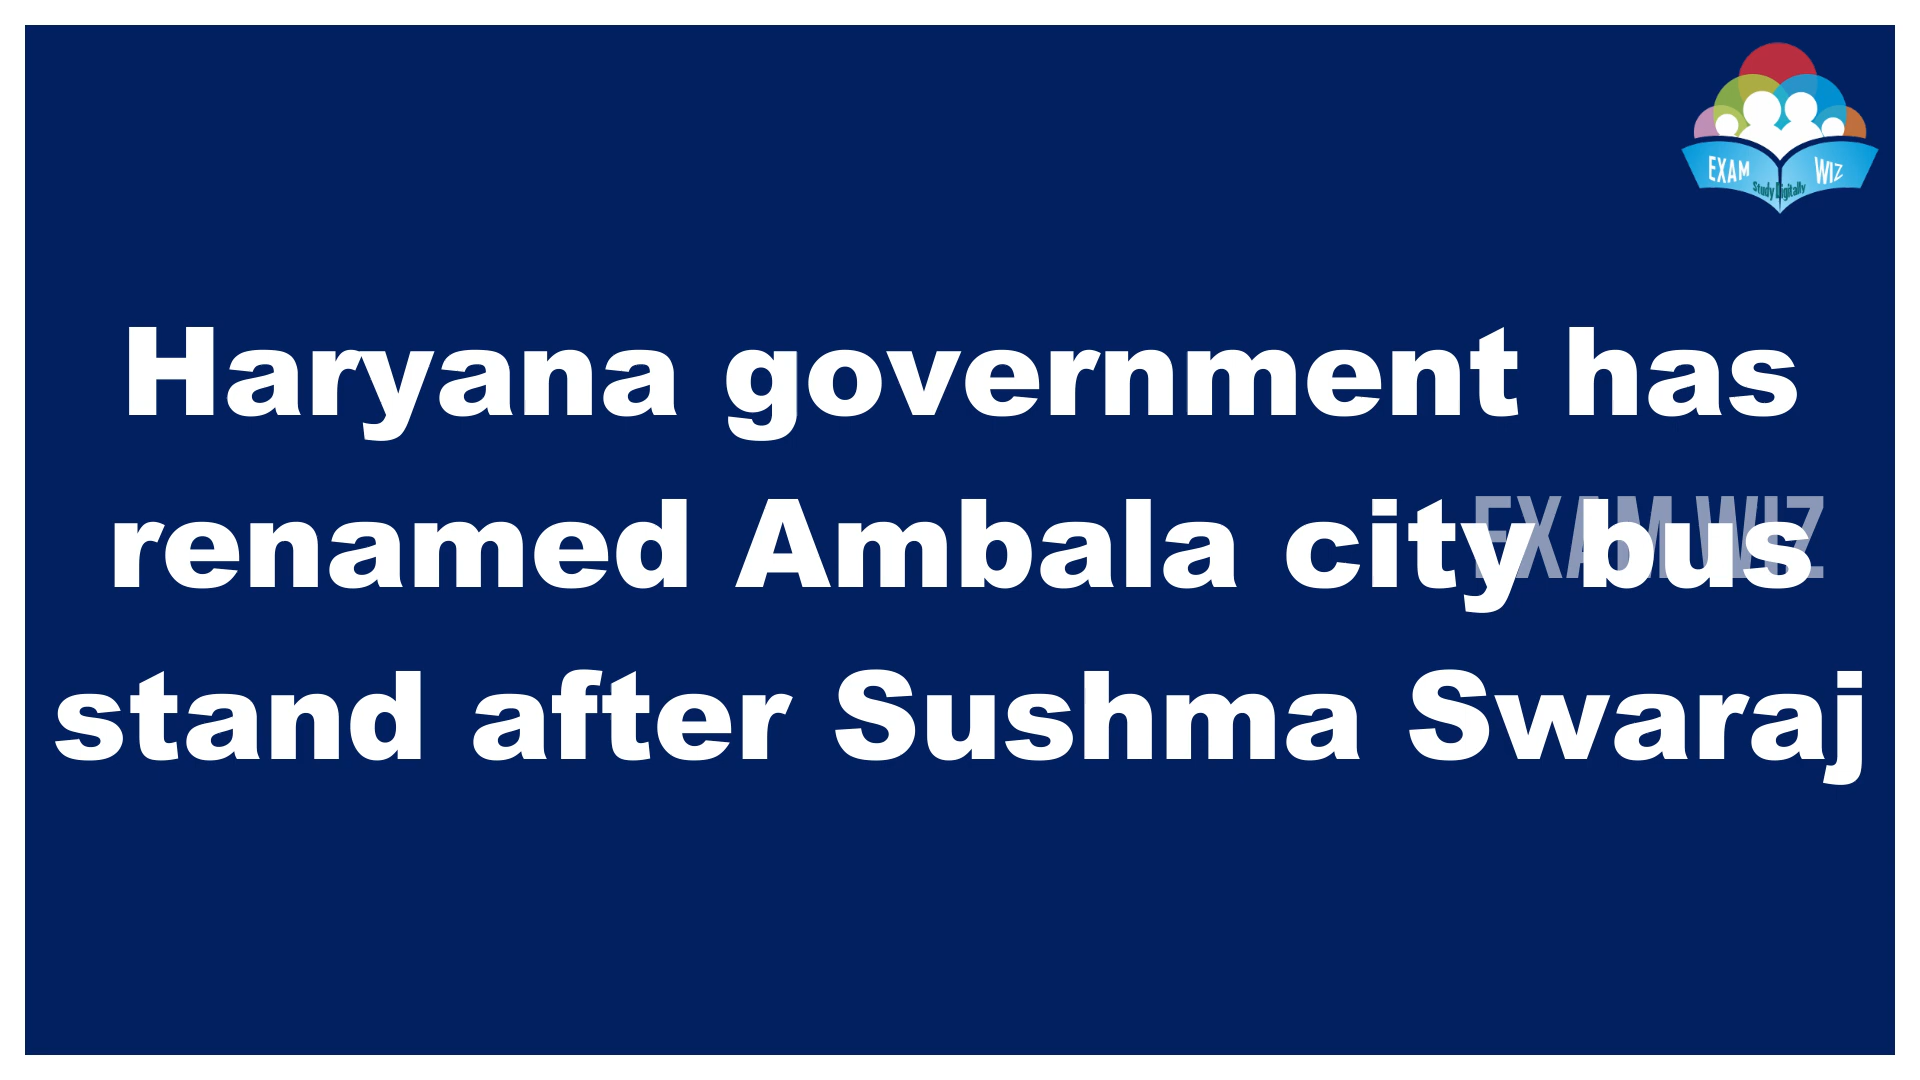 EXAM WIZ
Study Digitally
Haryana government has
renamed Ambala city bus
EXAM WIZ
stand after Sushma Swaraj